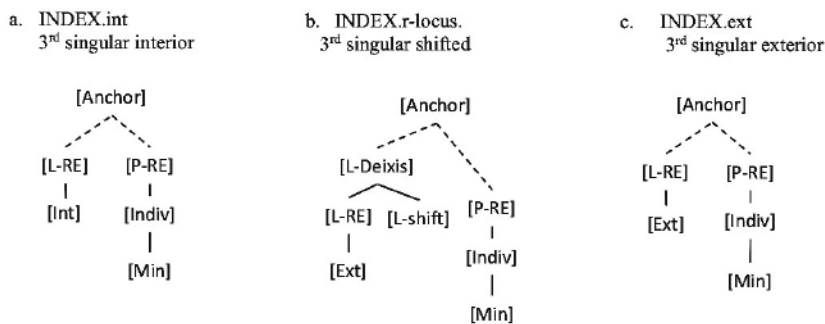 a. INDEX.int
3rd singular interior
[Anchor]
[L-RE] [P-RE]
[Int] [Indiv]
[Min]
b. INDEX.r-locus.
3rd singular shifted
[Anchor]
[L-Deixis]
[L-RE] [L-shift] [P-RE]
[Ext] [Indiv]
[Min]
c. INDEX.ext
3rd singular exterior
[Anchor]
[L-RE] [P-RE]
[Ext] [Indiv]
[Min]